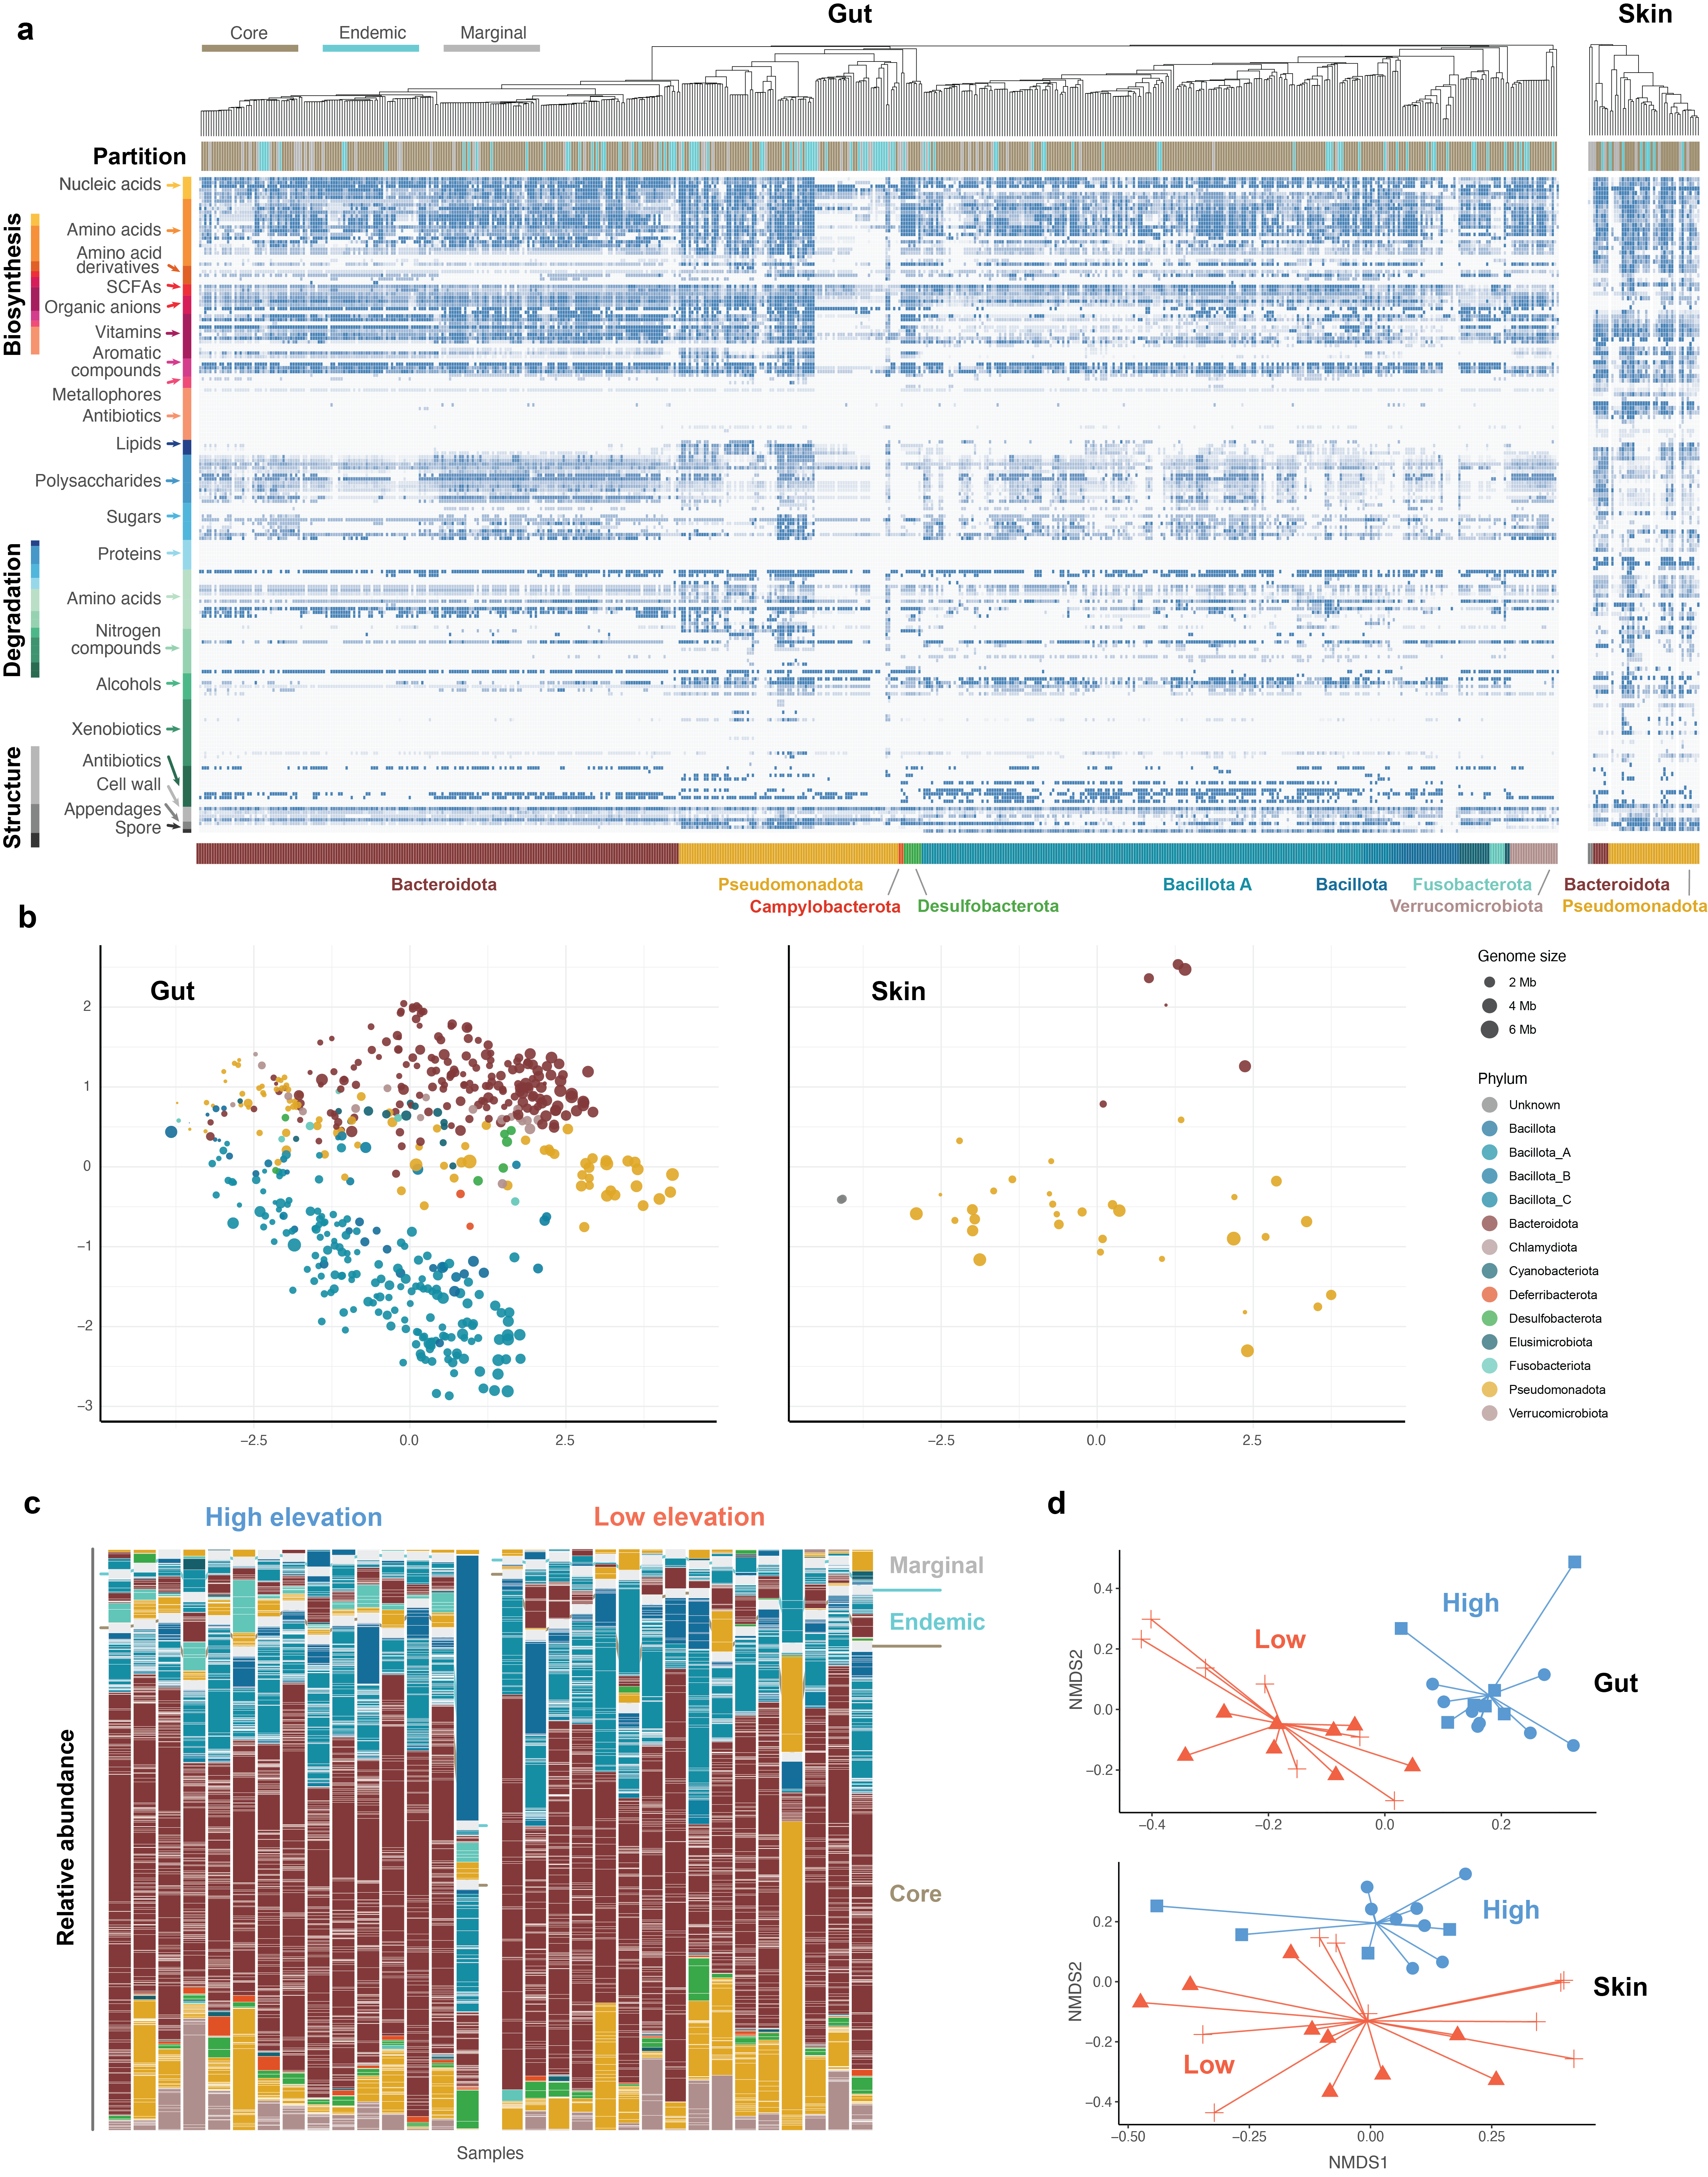 a
Gut
Skin
Core
Endemic
Marginal
Partition
Biosynthesis
Nucleic acids
Amino acids
Amino acid
derivatives
SCFAs
Organic anions
Vitamins
Aromatic
compounds
Metallophores
Antibiotics
Degradation
Lipids
Polysaccharides
Sugars
Proteins
Amino acids
Nitrogen
compounds
Alcohols
Xenobiotics
Antibiotics
Structure
Cell wall
Appendages
Spore
Bacteroidota
Pseudomonadota
Bacillota A
Bacillota
Fusobacterota
Bacteroidota
Campylobacterota
Desulfobacterota
Verrucomicrobiota
Pseudomonadota
b
Gut
2
1
0
−1
−2
−3
−2.5
0.0
2.5
Skin
−2.5
0.0
2.5
Genome size
2 Mb
4 Mb
6 Mb
Phylum
Unknown
Bacillota
Bacillota_A
Bacillota_B
Bacillota_C
Bacteroidota
Chlamydiota
Cyanobacteriota
Deferribacterota
Desulfobacterota
Elusimicrobiota
Fusobacteriota
Pseudomonadota
Verrucomicrobiota
c
High elevation
Low elevation
Relative abundance
Marginal
Endemic
Core
Samples
d
NMDS2
0.4
0.2
0.0
−0.2
−0.4
−0.2
0.0
0.2
Low
High
Gut
NMDS2
0.2
0.0
−0.2
−0.4
−0.50
−0.25
0.00
0.25
High
Low
Skin
NMDS1